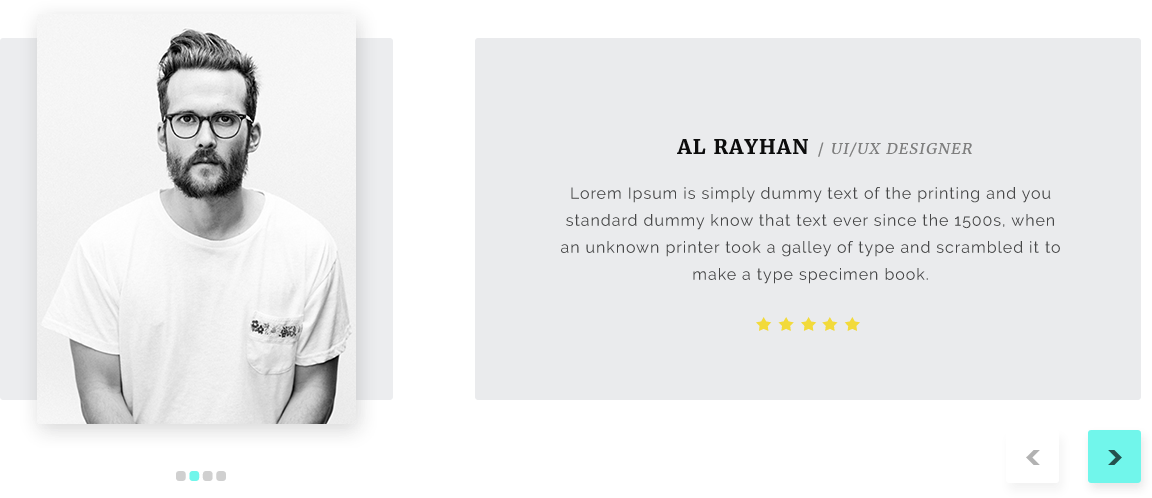 AL RAYHAN / UI/UX DESIGNER
Lorem Ipsum is simply dummy text of the printing and you
standard dummy know that text ever since the 1500s, when
an unknown printer took a galley of type and scrambled it to
make a type specimen book.